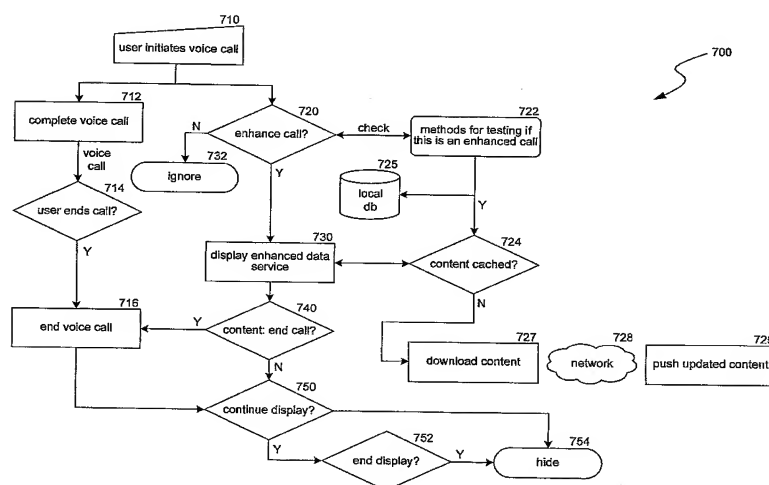 710
user initiates voice call
700
712
complete voice call
720
enhance call?
check
722
methods for testing if
this is an enhanced call
N
732
ignore
voice
call
714
user ends call?
725
local
db
Y
Y
Y
730
display enhanced data
service
724
content cached?
716
end voice call
Y
740
content: end call?
N
N
727
download content
728
network
push updated content
750
continue display?
Y
752
end display?
Y
754
hide